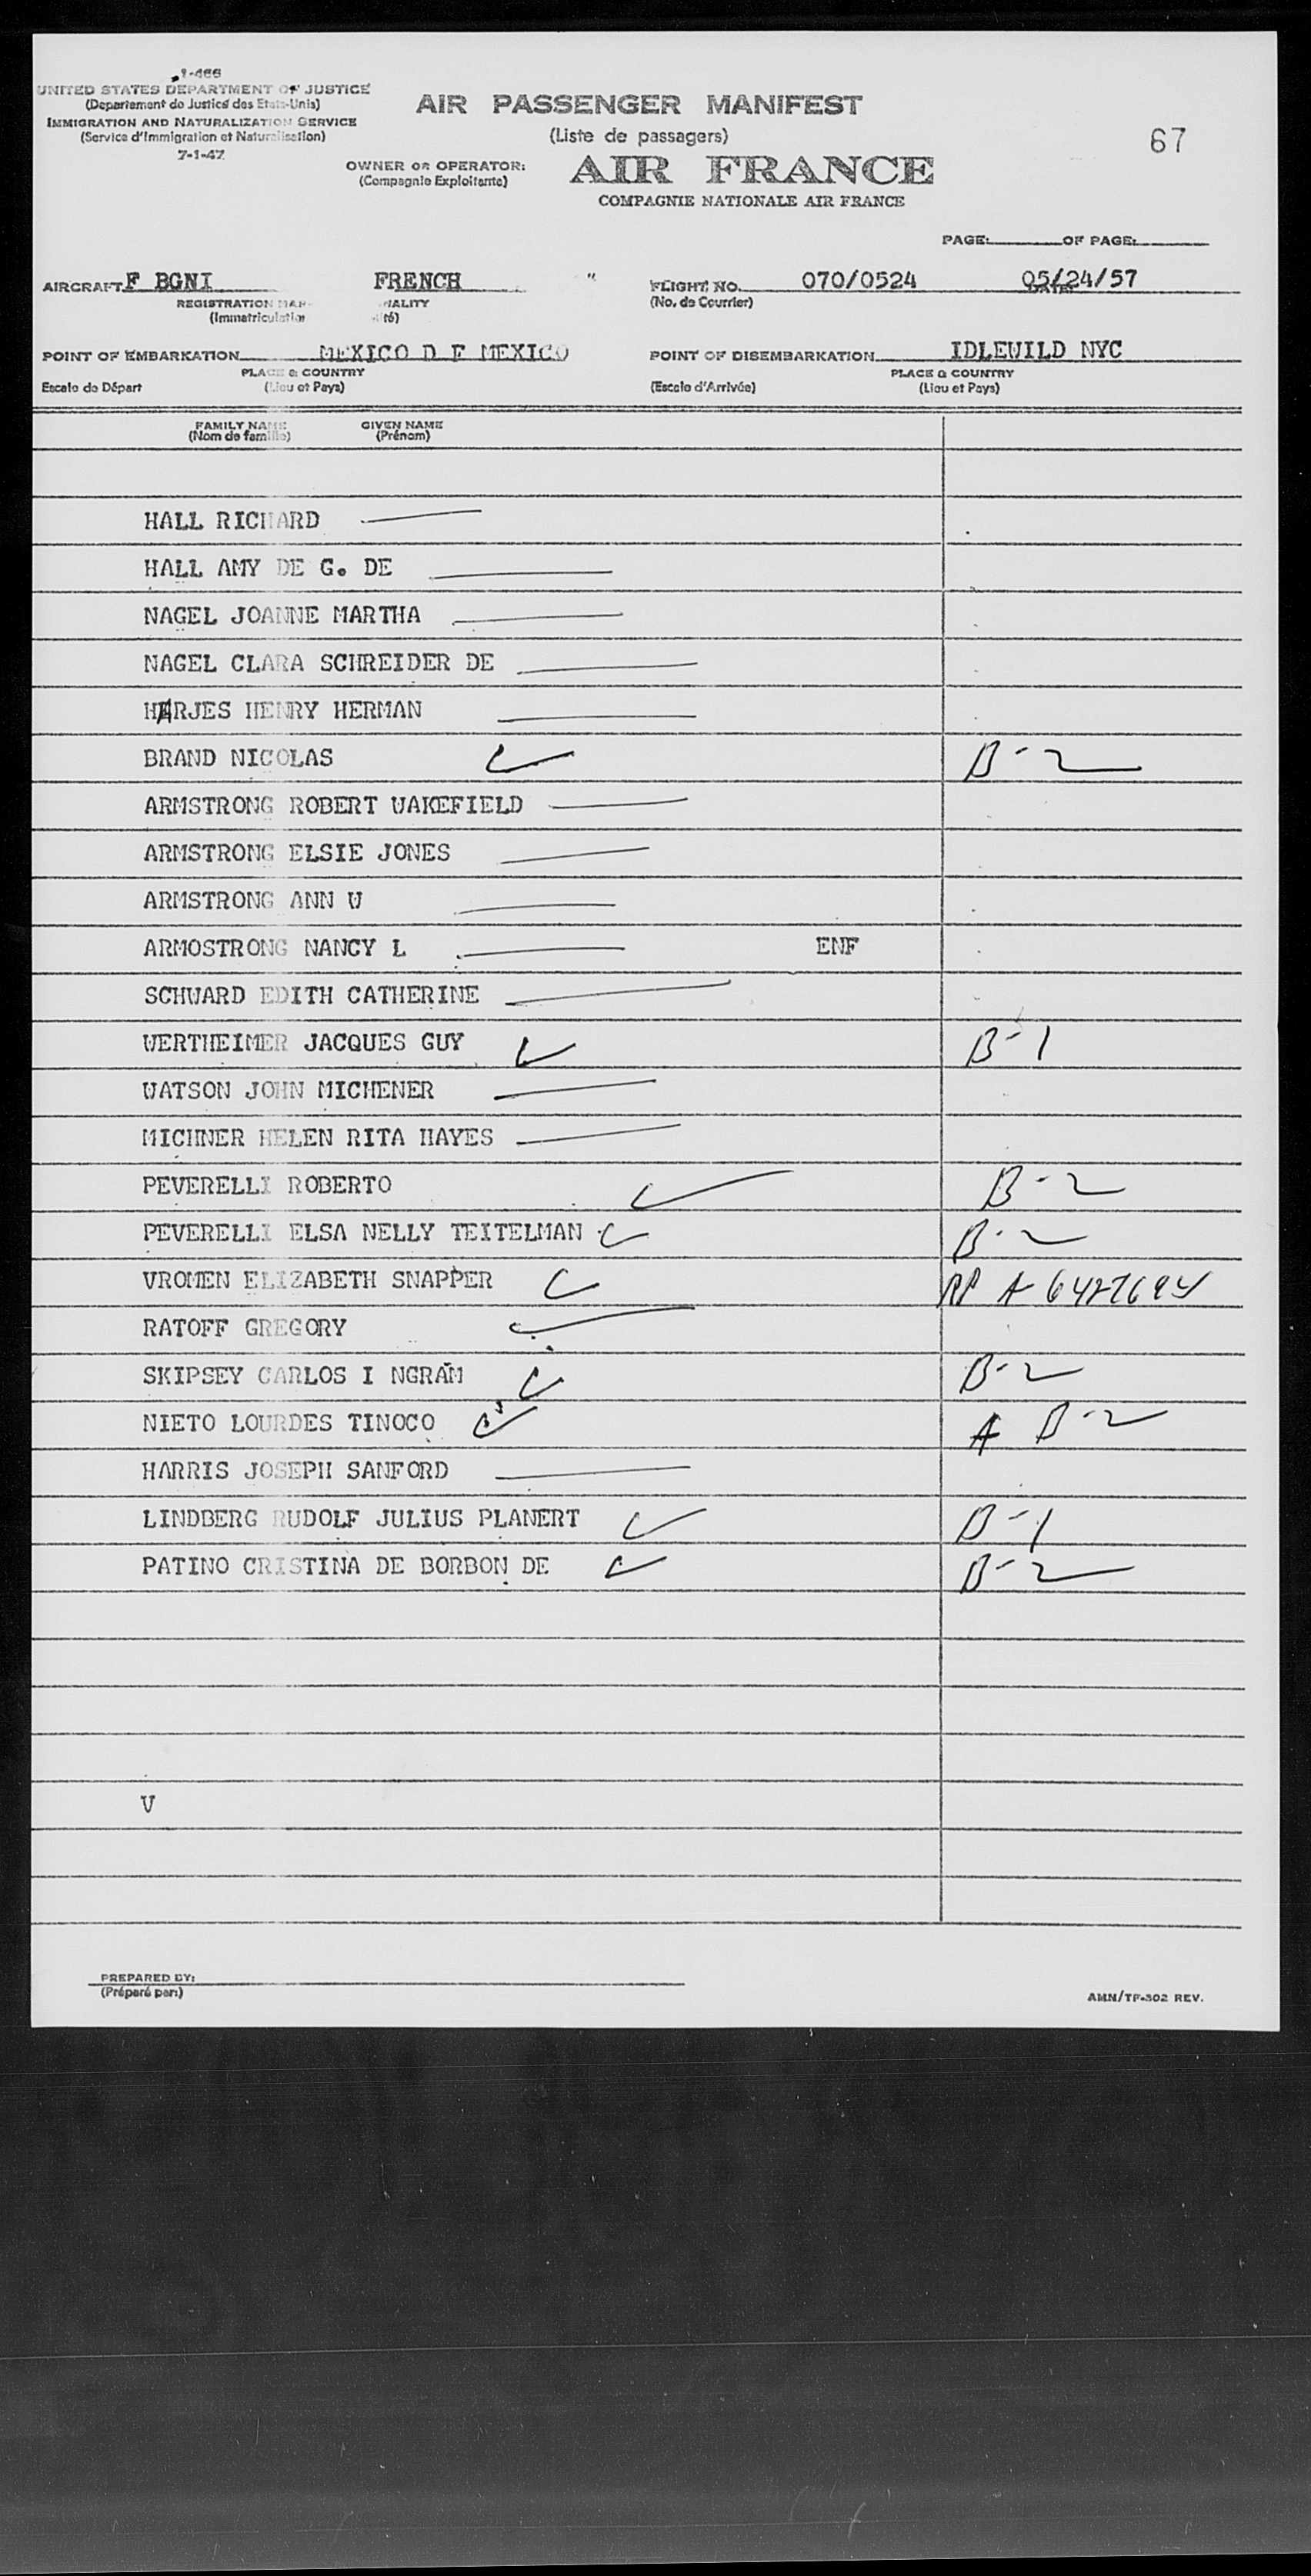 I-466
UNITED STATES DEPARTMENT OF JUSTICE
(Departement de Justice des Etats-Unis)
IMMIGRATION AND NATURALIZATION SERVICE
(Service d'Immigration et Naturalisation)
7-1-47
AIR PASSENGER MANIFEST
(Liste de passagers)
67
OWNER OR OPERATOR:
(Compagnie Exploitante)
AIR FRANCE
COMPAGNIE NATIONALE AIR FRANCE
PAGE: OF PAGE:
AIRCRAFT F BGNI FRENCH " FLIGHT NO. 070/0524 05/24/57
REGISTRATION NALITY (No. de Courrier)
(Immatriculation
POINT OF EMBARKATION MEXICO D F MEXICO POINT OF DISEMBARKATION IDLEWILD NYC
PLACE & COUNTRY PLACE & COUNTRY
Escale de Départ (Lieu et Pays) (Escale d'Arrivée) (Lieu et Pays)
FAMILY NAME GIVEN NAME
(Nom de famille) (Prénom)
HALL RICHARD
HALL AMY DE G. DE
NAGEL JOANNE MARTHA
NAGEL CLARA SCHREIDER DE
HARJES HENRY HERMAN
BRAND NICOLAS B-2
ARMSTRONG ROBERT WAKEFIELD
ARMSTRONG ELSIE JONES
ARMSTRONG ANN W
ARMOSTRONG NANCY L ENF
SCHWARD EDITH CATHERINE
WERTHEIMER JACQUES GUY B-1
WATSON JOHN MICHENER
MICHNER HELEN RITA HAYES
PEVERELLI ROBERTO B-2
PEVERELLI ELSA NELLY TEITELMAN B-2
VROMEN ELIZABETH SNAPPER RP A
RATOFF GREGORY
SKIPSEY CARLOS I NGRAM B-2
NIETO LOURDES TINOCO A B-2
HARRIS JOSEPH SANFORD
LINDBERG RUDOLF JULIUS PLANERT B-1
PATINO CRISTINA DE BORBON DE B-2
V
PREPARED BY:
(Préparé par:)
AMN/TF-302 REV.